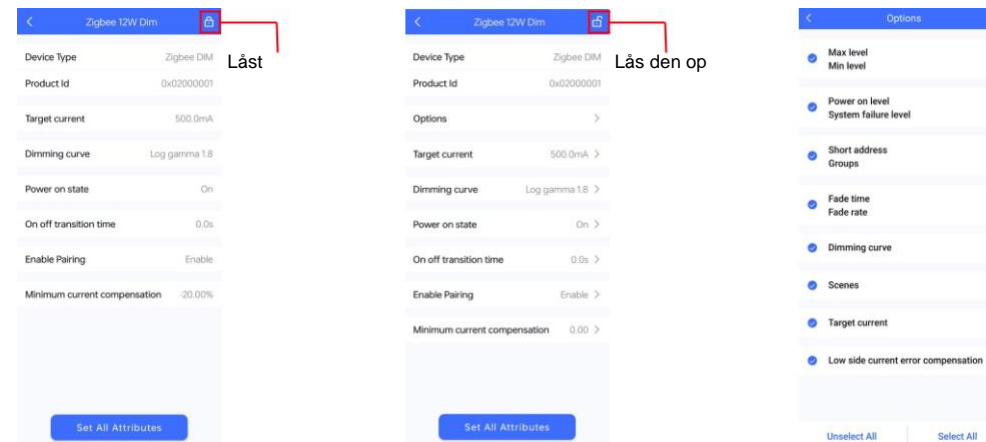 Zigbee 12W Dim
Device Type Zigbee DIM
Product Id 0x02000001
Target current 500.0mA
Dimming curve Log gamma 1.8
Power on state On
On off transition time 0.0s
Enable Pairing Enable
Minimum current compensation -20.00%
Set All Attributes
Låst
Zigbee 12W Dim
Device Type Zigbee DIM
Product Id 0x02000001
Options
Target current 500.0mA
Dimming curve Log gamma 1.8
Power on state On
On off transition time 0.0s
Enable Pairing Enable
Minimum current compensation 0.00
Set All Attributes
Lås den op
Options
Max level
Min level
Power on level
System failure level
Short address
Groups
Fade time
Fade rate
Dimming curve
Scenes
Target current
Low side current error compensation
Unselect All Select All